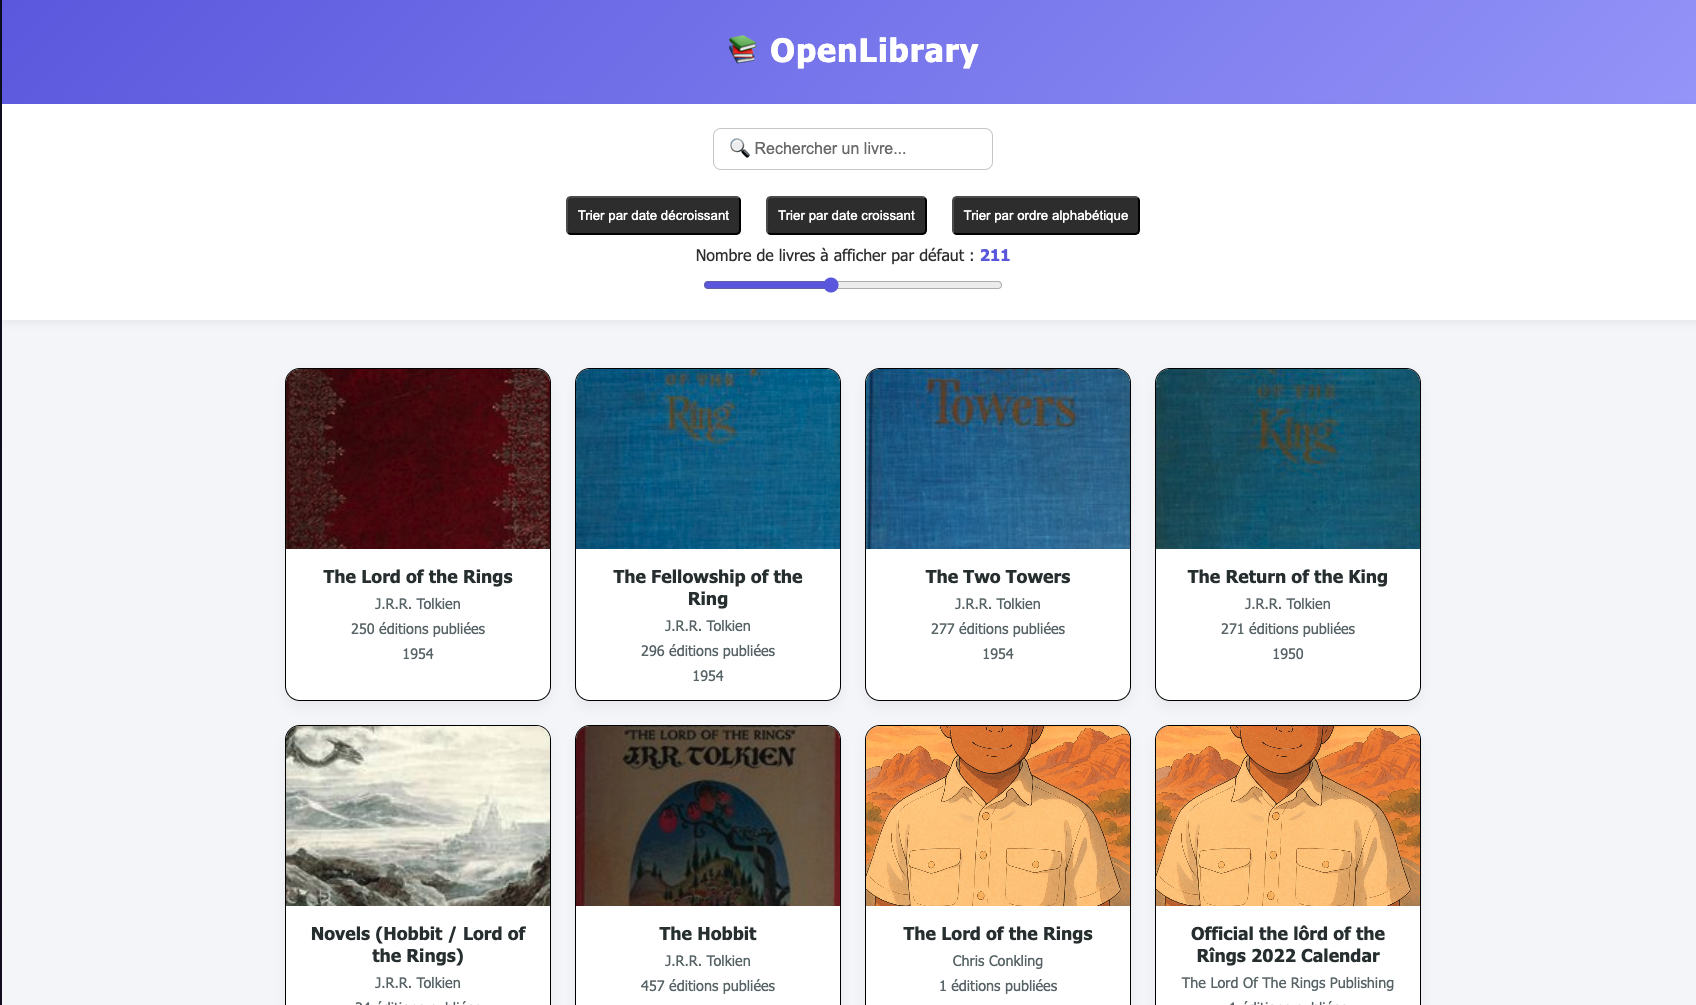 📚 OpenLibrary
🔍 Rechercher un livre...
Trier par date décroissant
Trier par date croissant
Trier par ordre alphabétique
Nombre de livres à afficher par défaut : 211
OF THE
Ring
Towers
OF THE
King
The Lord of the Rings
J.R.R. Tolkien
250 éditions publiées
1954
The Fellowship of the
Ring
J.R.R. Tolkien
296 éditions publiées
1954
The Two Towers
J.R.R. Tolkien
277 éditions publiées
1954
The Return of the King
J.R.R. Tolkien
271 éditions publiées
1950
"THE LORD OF THE RINGS"
J.R.R. TOLKIEN
Novels (Hobbit / Lord of
the Rings)
J.R.R. Tolkien
The Hobbit
J.R.R. Tolkien
457 éditions publiées
The Lord of the Rings
Chris Conkling
1 éditions publiées
Official the lôrd of the
Rîngs 2022 Calendar
The Lord Of The Rings Publishing